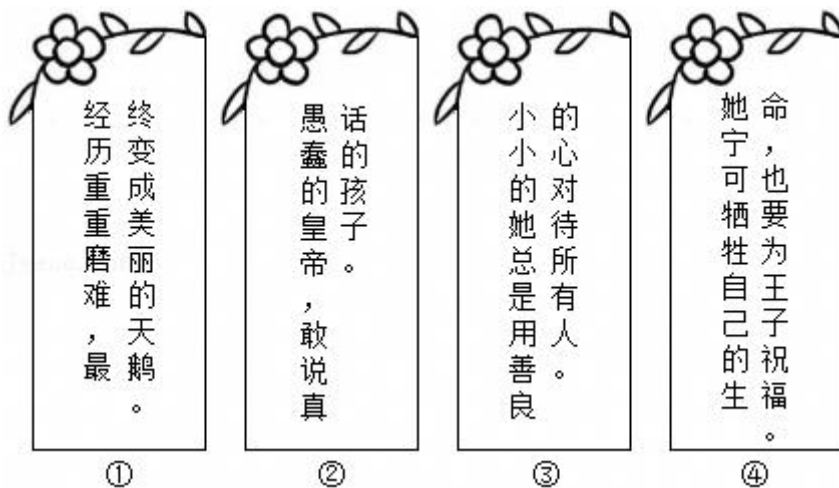 经历重重磨难，最
终变成美丽的天鹅。
①
愚蠢的皇帝，敢说真
话的孩子。
②
小小的她总是用善良
的心对待所有人。
③
她宁可牺牲自己的生
命，也要为王子祝福。
④